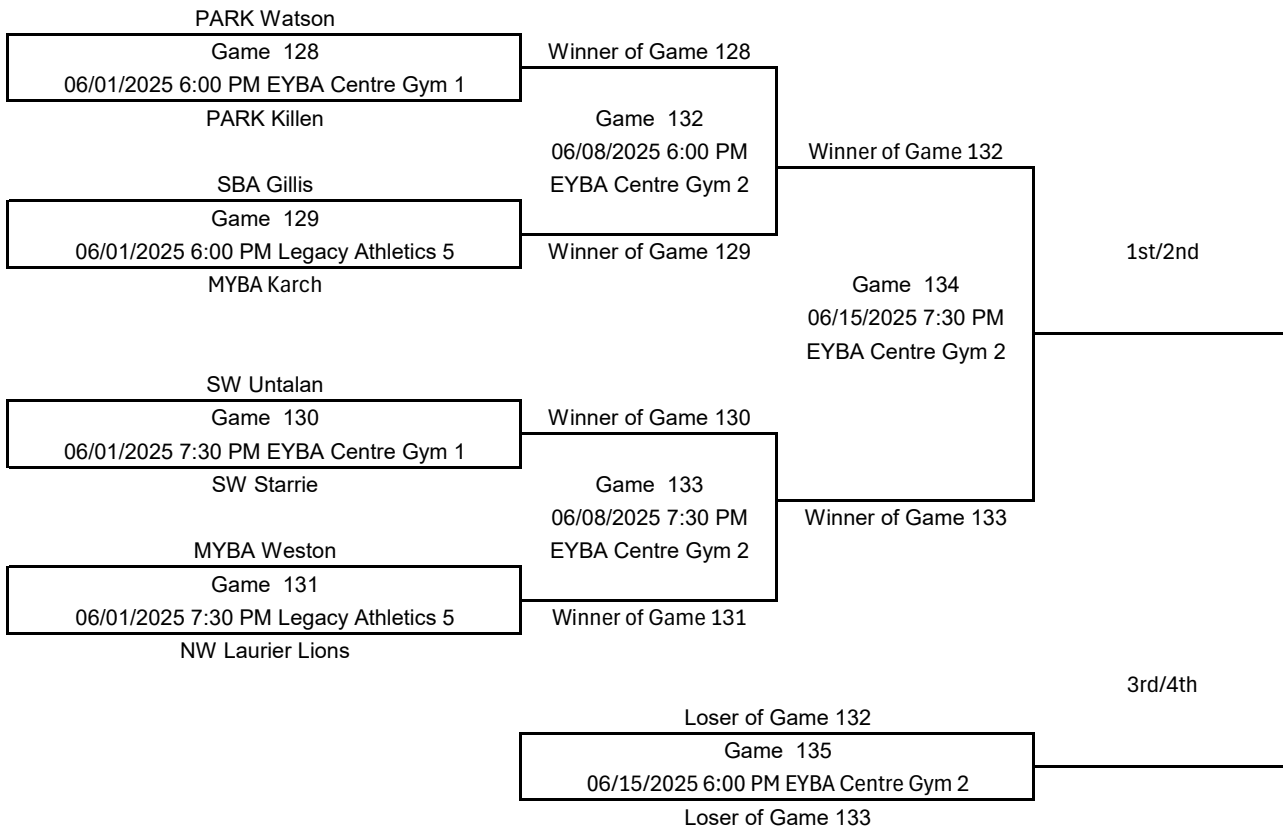 PARK Watson
Game 128
06/01/2025 6:00 PM EYBA Centre Gym 1
PARK Killen
SBA Gillis
Game 129
06/01/2025 6:00 PM Legacy Athletics 5
MYBA Karch
SW Untalan
Game 130
06/01/2025 7:30 PM EYBA Centre Gym 1
SW Starrie
MYBA Weston
Game 131
06/01/2025 7:30 PM Legacy Athletics 5
NW Laurier Lions
Winner of Game 128
Game 132
06/08/2025 6:00 PM
EYBA Centre Gym 2
Winner of Game 129
Winner of Game 130
Game 133
06/08/2025 7:30 PM
EYBA Centre Gym 2
Winner of Game 131
Winner of Game 132
Game 134
06/15/2025 7:30 PM
EYBA Centre Gym 2
Winner of Game 133
1st/2nd
Loser of Game 132
Game 135
06/15/2025 6:00 PM EYBA Centre Gym 2
Loser of Game 133
3rd/4th